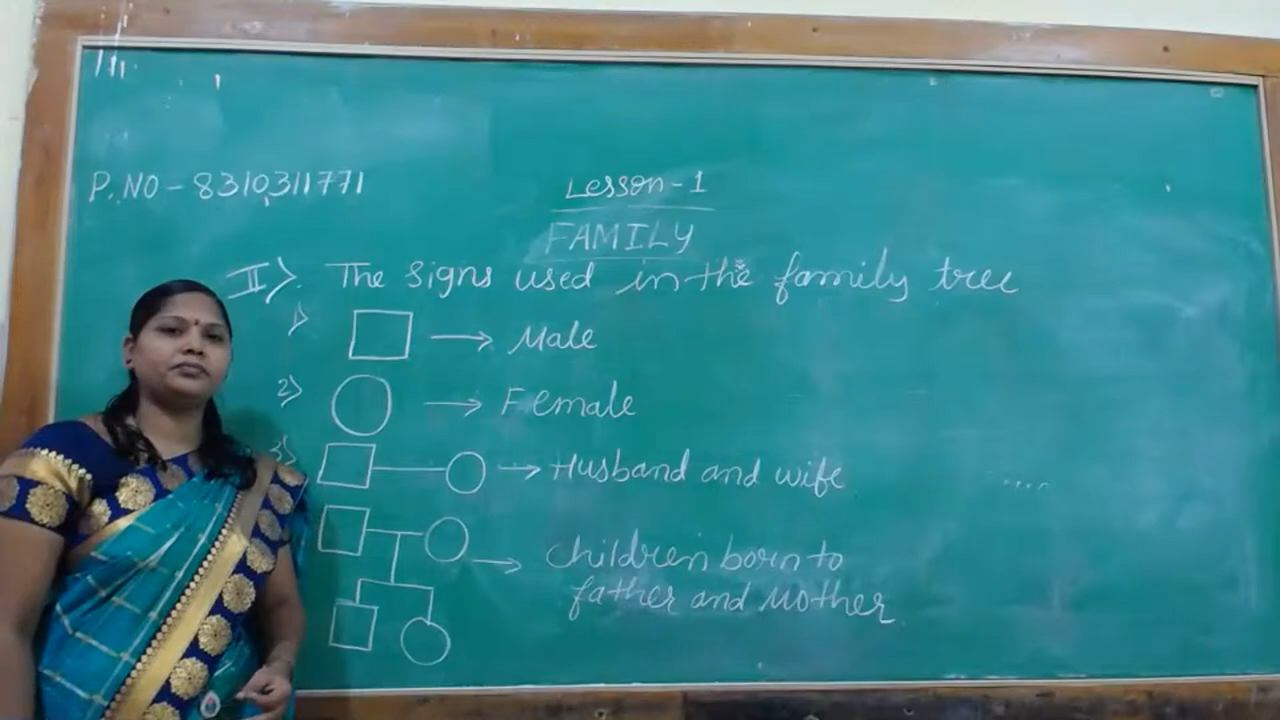 P. NO - 8310311771
Lesson - 1
FAMILY
II>. The signs used in the family tree
1> → Male
2> → Female
3> → Husband and wife
→ children born to
father and Mother